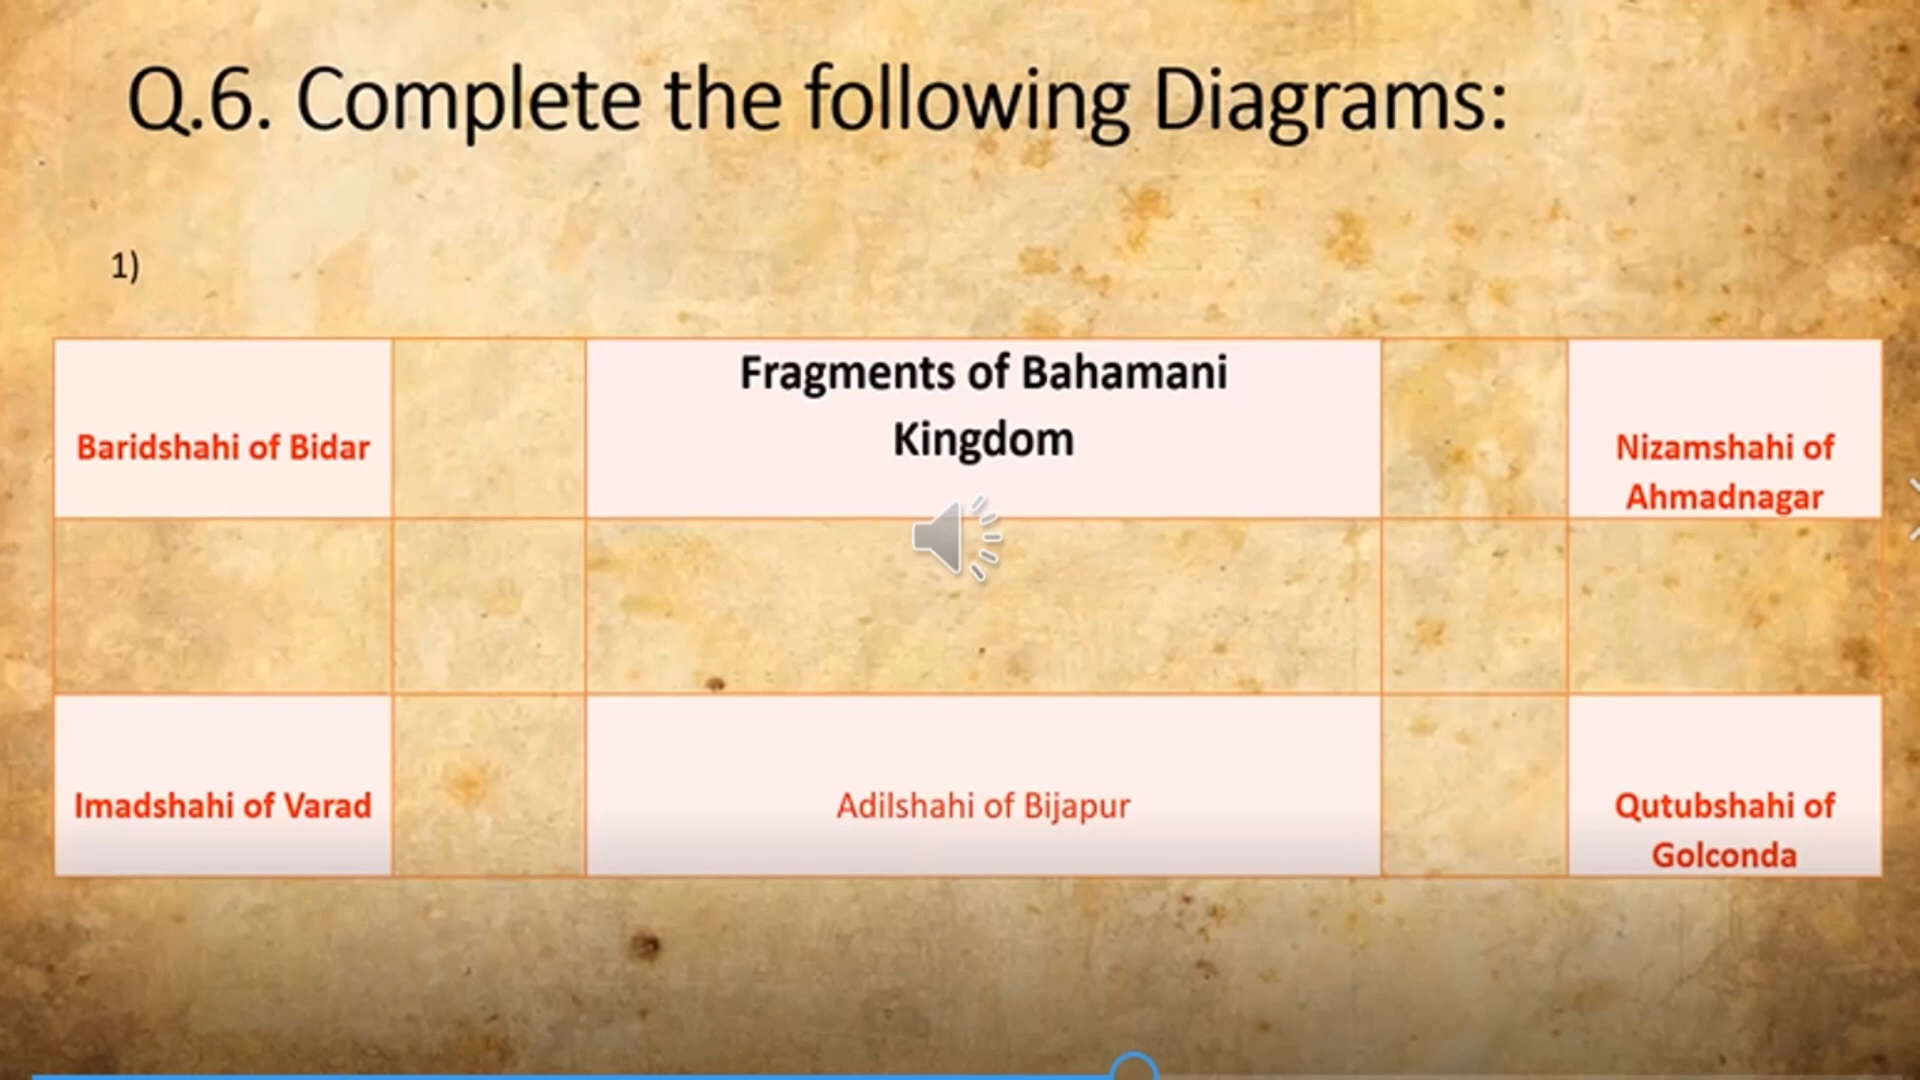 Q.6. Complete the following Diagrams:
1)
Fragments of Bahamani
Kingdom
Baridshahi of Bidar
Nizamshahi of
Ahmadnagar
Imadshahi of Varad
Adilshahi of Bijapur
Qutubshahi of
Golconda